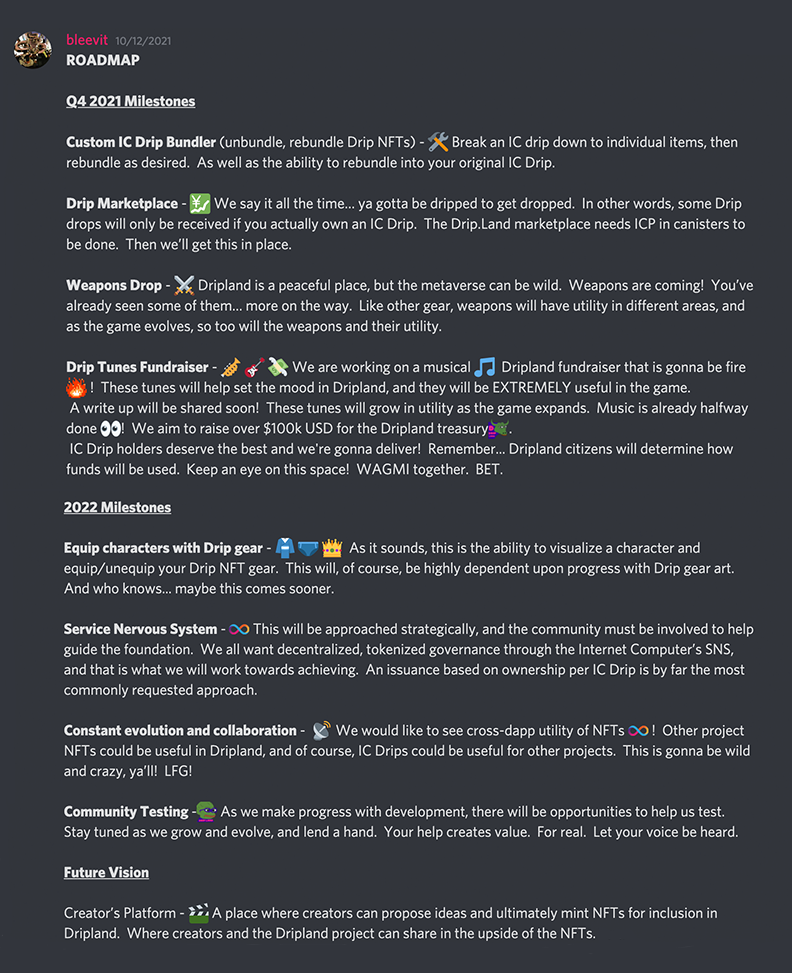 bleevit 10/12/2021
ROADMAP
Q4 2021 Milestones
Custom IC Drip Bundler (unbundle, rebundle Drip NFTs) - 🛠️ Break an IC drip down to individual items, then
rebundle as desired. As well as the ability to rebundle into your original IC Drip.
Drip Marketplace - 💹 We say it all the time... ya gotta be dripped to get dropped. In other words, some Drip
drops will only be received if you actually own an IC Drip. The Drip.Land marketplace needs ICP in canisters to
be done. Then we'll get this in place.
Weapons Drop - ⚔️ Dripland is a peaceful place, but the metaverse can be wild. Weapons are coming! You've
already seen some of them... more on the way. Like other gear, weapons will have utility in different areas, and
as the game evolves, so too will the weapons and their utility.
Drip Tunes Fundraiser - 🎺 🎸 💸 We are working on a musical 🎵 Dripland fundraiser that is gonna be fire
🔥 ! These tunes will help set the mood in Dripland, and they will be EXTREMELY useful in the game.
A write up will be shared soon! These tunes will grow in utility as the game expands. Music is already halfway
done 👀! We aim to raise over $100k USD for the Dripland treasury.
IC Drip holders deserve the best and we're gonna deliver! Remember... Dripland citizens will determine how
funds will be used. Keep an eye on this space! WAGMI together. BET.
2022 Milestones
Equip characters with Drip gear - 🥋 🩲 👑 As it sounds, this is the ability to visualize a character and
equip/unequip your Drip NFT gear. This will, of course, be highly dependent upon progress with Drip gear art.
And who knows... maybe this comes sooner.
Service Nervous System - This will be approached strategically, and the community must be involved to help
guide the foundation. We all want decentralized, tokenized governance through the Internet Computer's SNS,
and that is what we will work towards achieving. An issuance based on ownership per IC Drip is by far the most
commonly requested approach.
Constant evolution and collaboration - 📡 We would like to see cross-dapp utility of NFTs ! Other project
NFTs could be useful in Dripland, and of course, IC Drips could be useful for other projects. This is gonna be wild
and crazy, ya'll! LFG!
Community Testing - As we make progress with development, there will be opportunities to help us test.
Stay tuned as we grow and evolve, and lend a hand. Your help creates value. For real. Let your voice be heard.
Future Vision
Creator's Platform - 🎬 A place where creators can propose ideas and ultimately mint NFTs for inclusion in
Dripland. Where creators and the Dripland project can share in the upside of the NFTs.